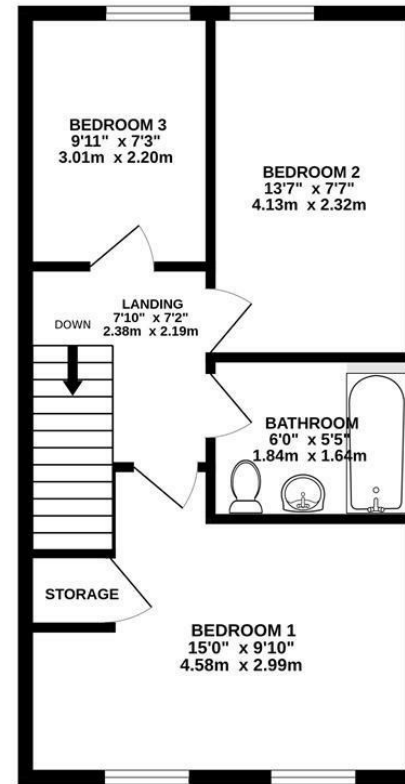 BEDROOM 3
9'11" x 7'3"
3.01m x 2.20m
BEDROOM 2
13'7" x 7'7"
4.13m x 2.32m
LANDING
7'10" x 7'2"
2.38m x 2.19m
DOWN
BATHROOM
6'0" x 5'5"
1.84m x 1.64m
STORAGE
BEDROOM 1
15'0" x 9'10"
4.58m x 2.99m